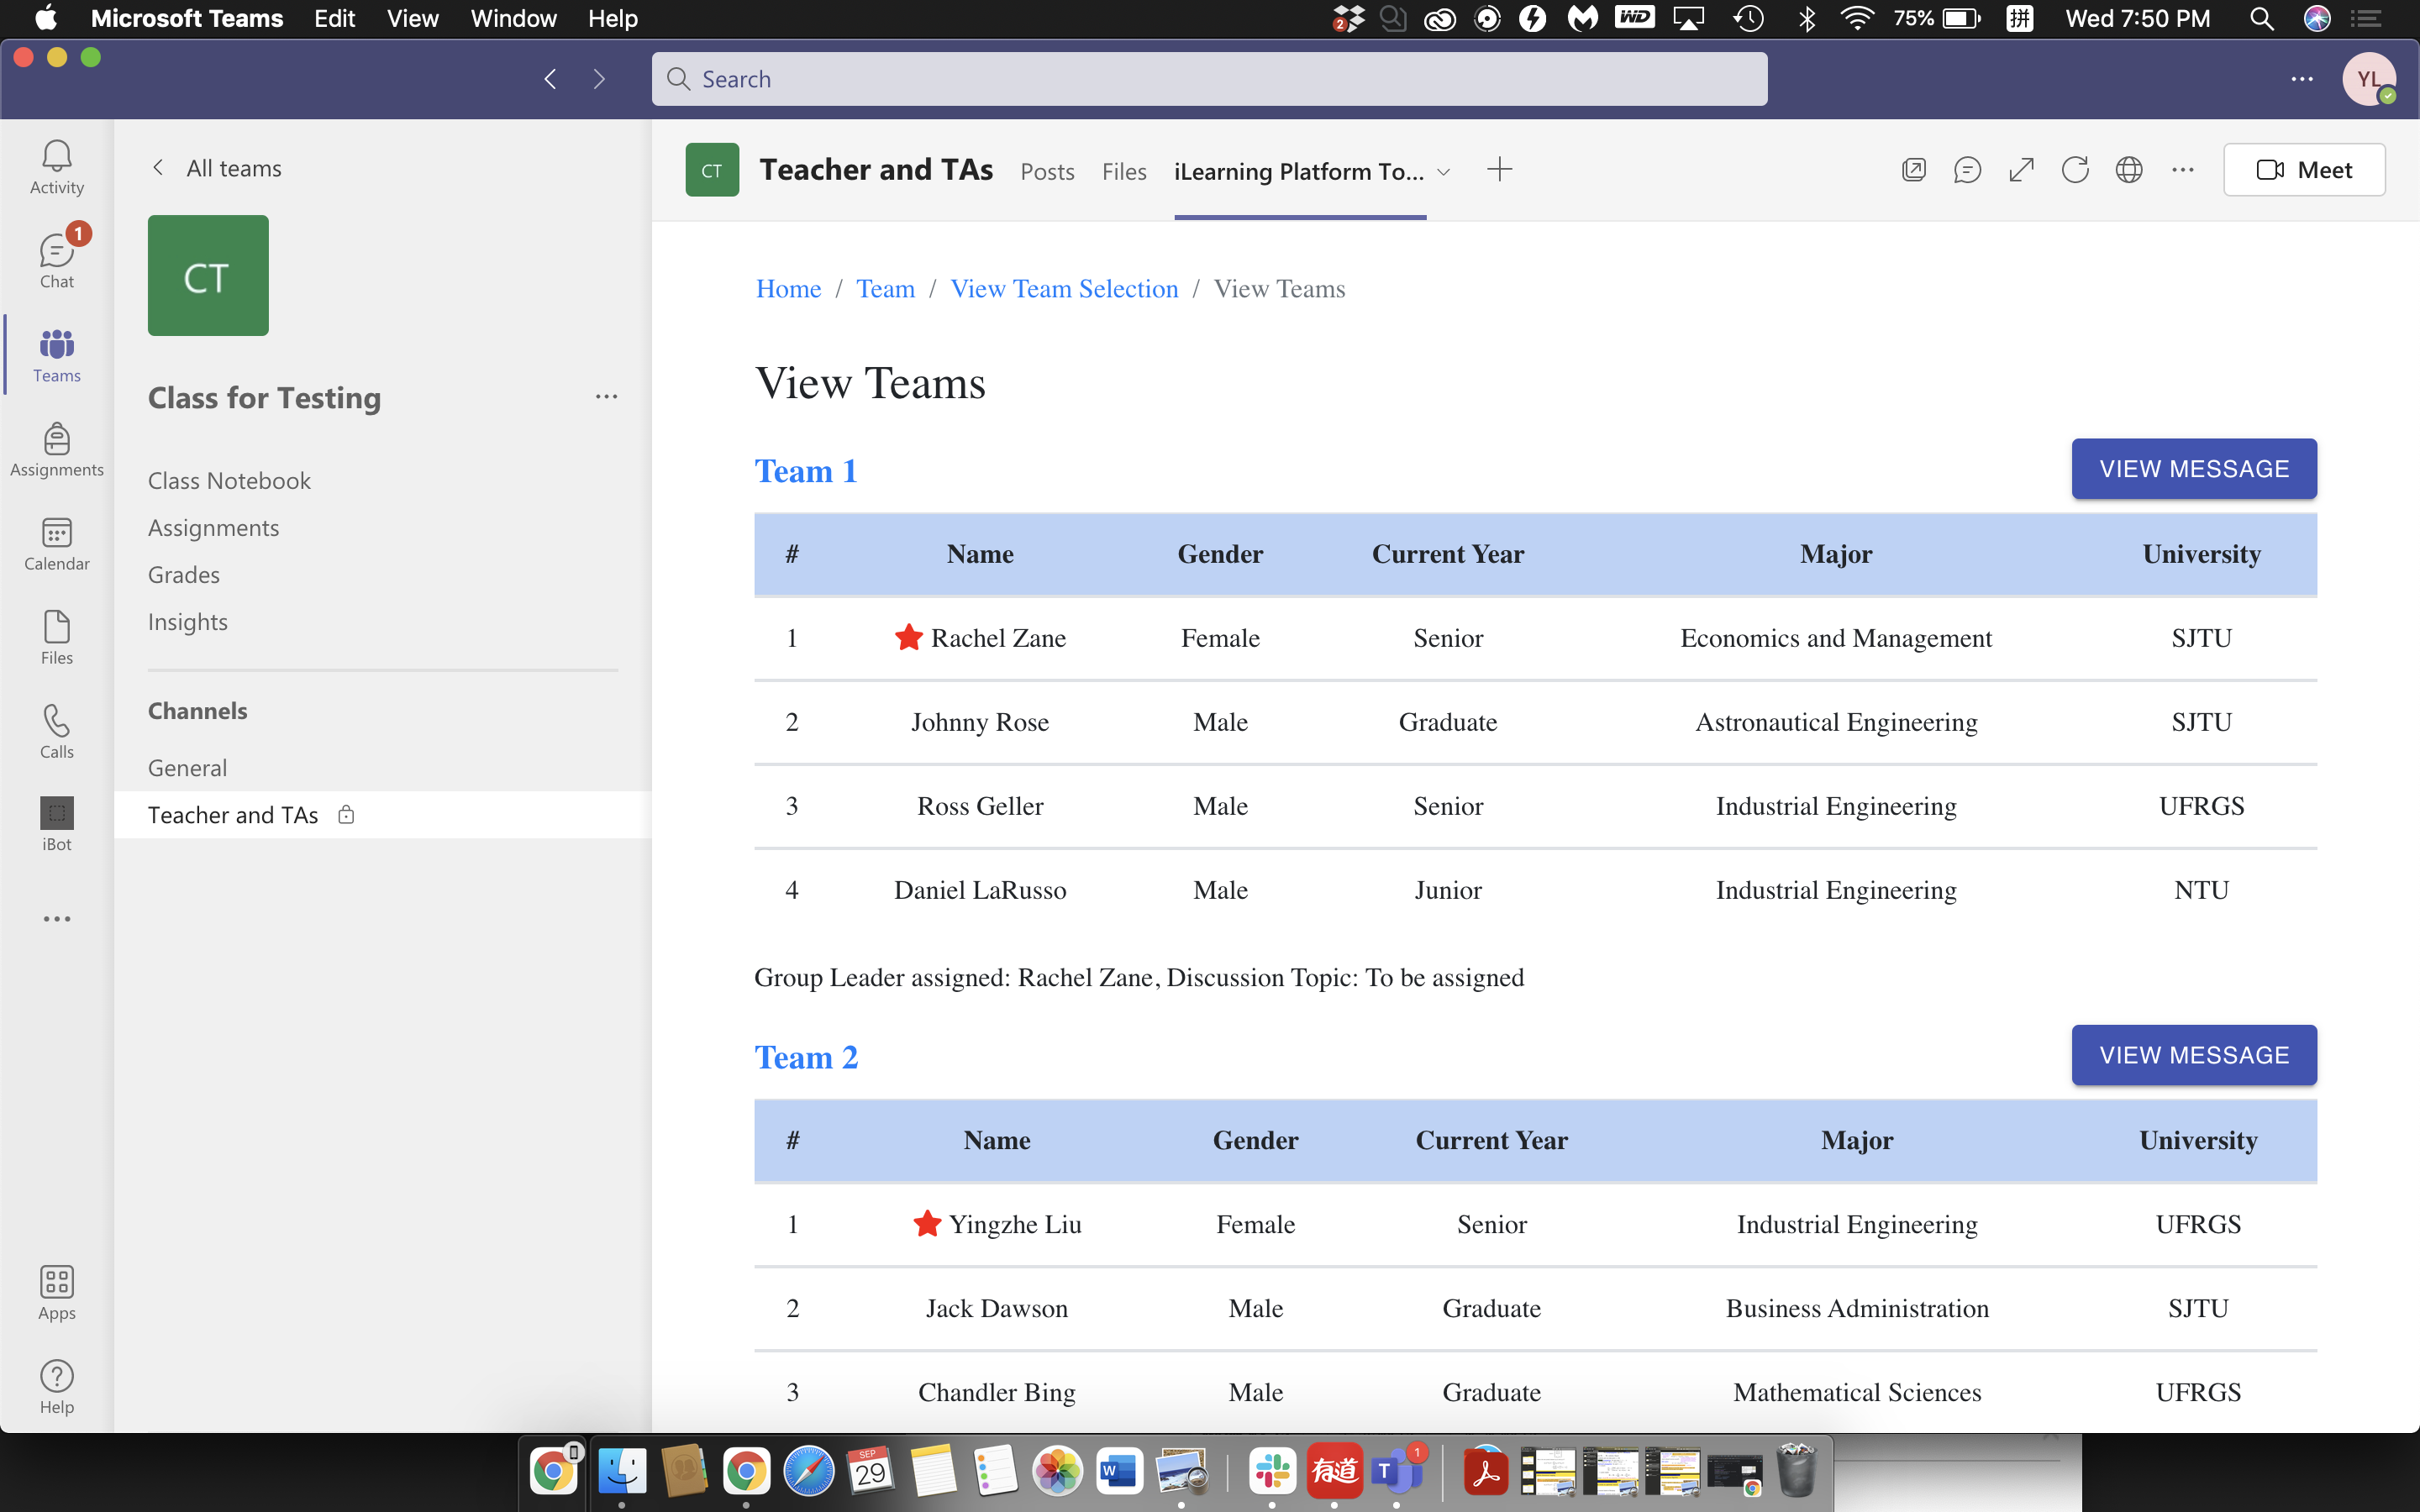 Microsoft Teams Edit View Window Help 2 WD 75% 拼 Wed 7:50 PM
Search YL
Activity
Chat 1
Teams
Assignments
Calendar
Files
Calls
iBot
Apps
Help
All teams
CT
Class for Testing
Class Notebook
Assignments
Grades
Insights
Channels
General
Teacher and TAs
CT Teacher and TAs Posts Files iLearning Platform To... Meet
Home / Team / View Team Selection / View Teams
View Teams
Team 1 VIEW MESSAGE
# Name Gender Current Year Major University
1 Rachel Zane Female Senior Economics and Management SJTU
2 Johnny Rose Male Graduate Astronautical Engineering SJTU
3 Ross Geller Male Senior Industrial Engineering UFRGS
4 Daniel LaRusso Male Junior Industrial Engineering NTU
Group Leader assigned: Rachel Zane, Discussion Topic: To be assigned
Team 2 VIEW MESSAGE
# Name Gender Current Year Major University
1 Yingzhe Liu Female Senior Industrial Engineering UFRGS
2 Jack Dawson Male Graduate Business Administration SJTU
3 Chandler Bing Male Graduate Mathematical Sciences UFRGS
SEP 29 W 有道 T 1